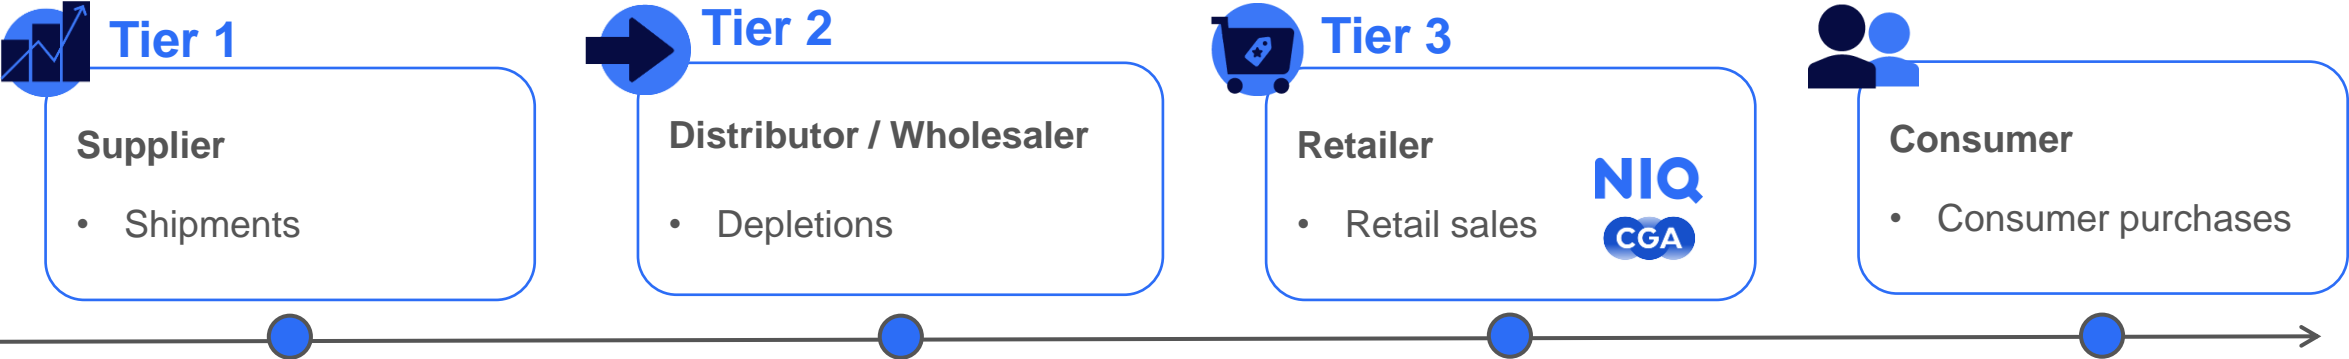 Tier 1
Supplier
• Shipments
Tier 2
Distributor / Wholesaler
• Depletions
Tier 3
Retailer
• Retail sales
NIQ
CGA
Consumer
• Consumer purchases